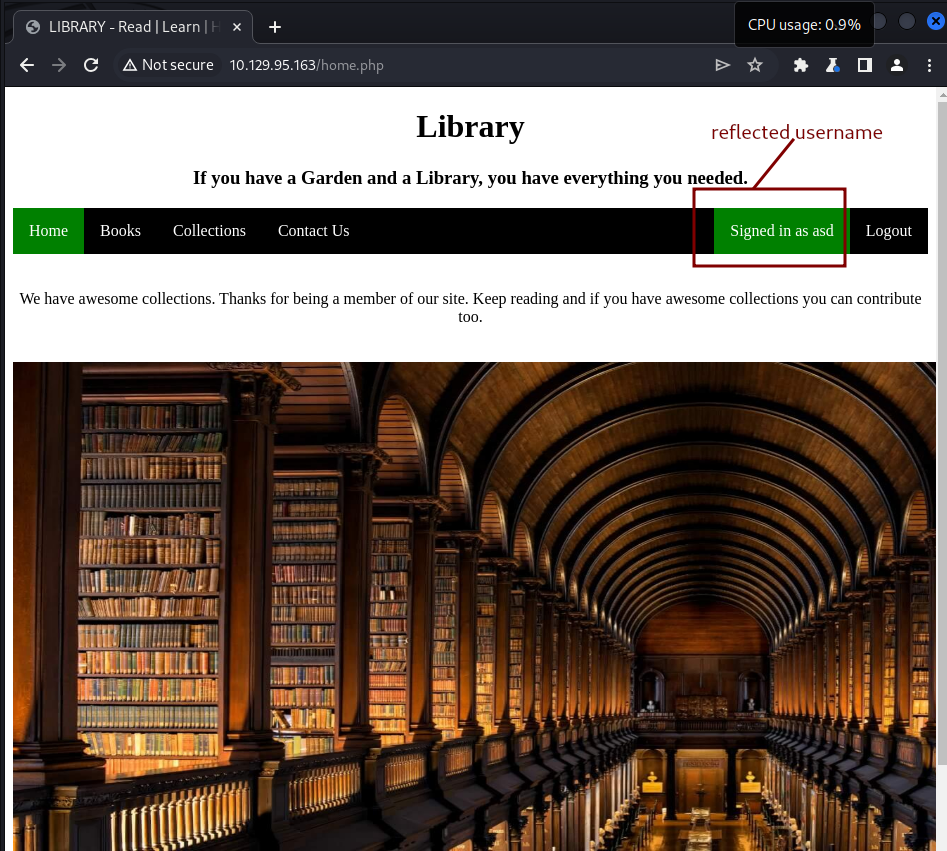 LIBRARY - Read | Learn | H
CPU usage: 0.9%
Not secure 10.129.95.163/home.php
Library
reflected username
If you have a Garden and a Library, you have everything you needed.
Home Books Collections Contact Us Signed in as asd Logout
We have awesome collections. Thanks for being a member of our site. Keep reading and if you have awesome collections you can contribute
too.